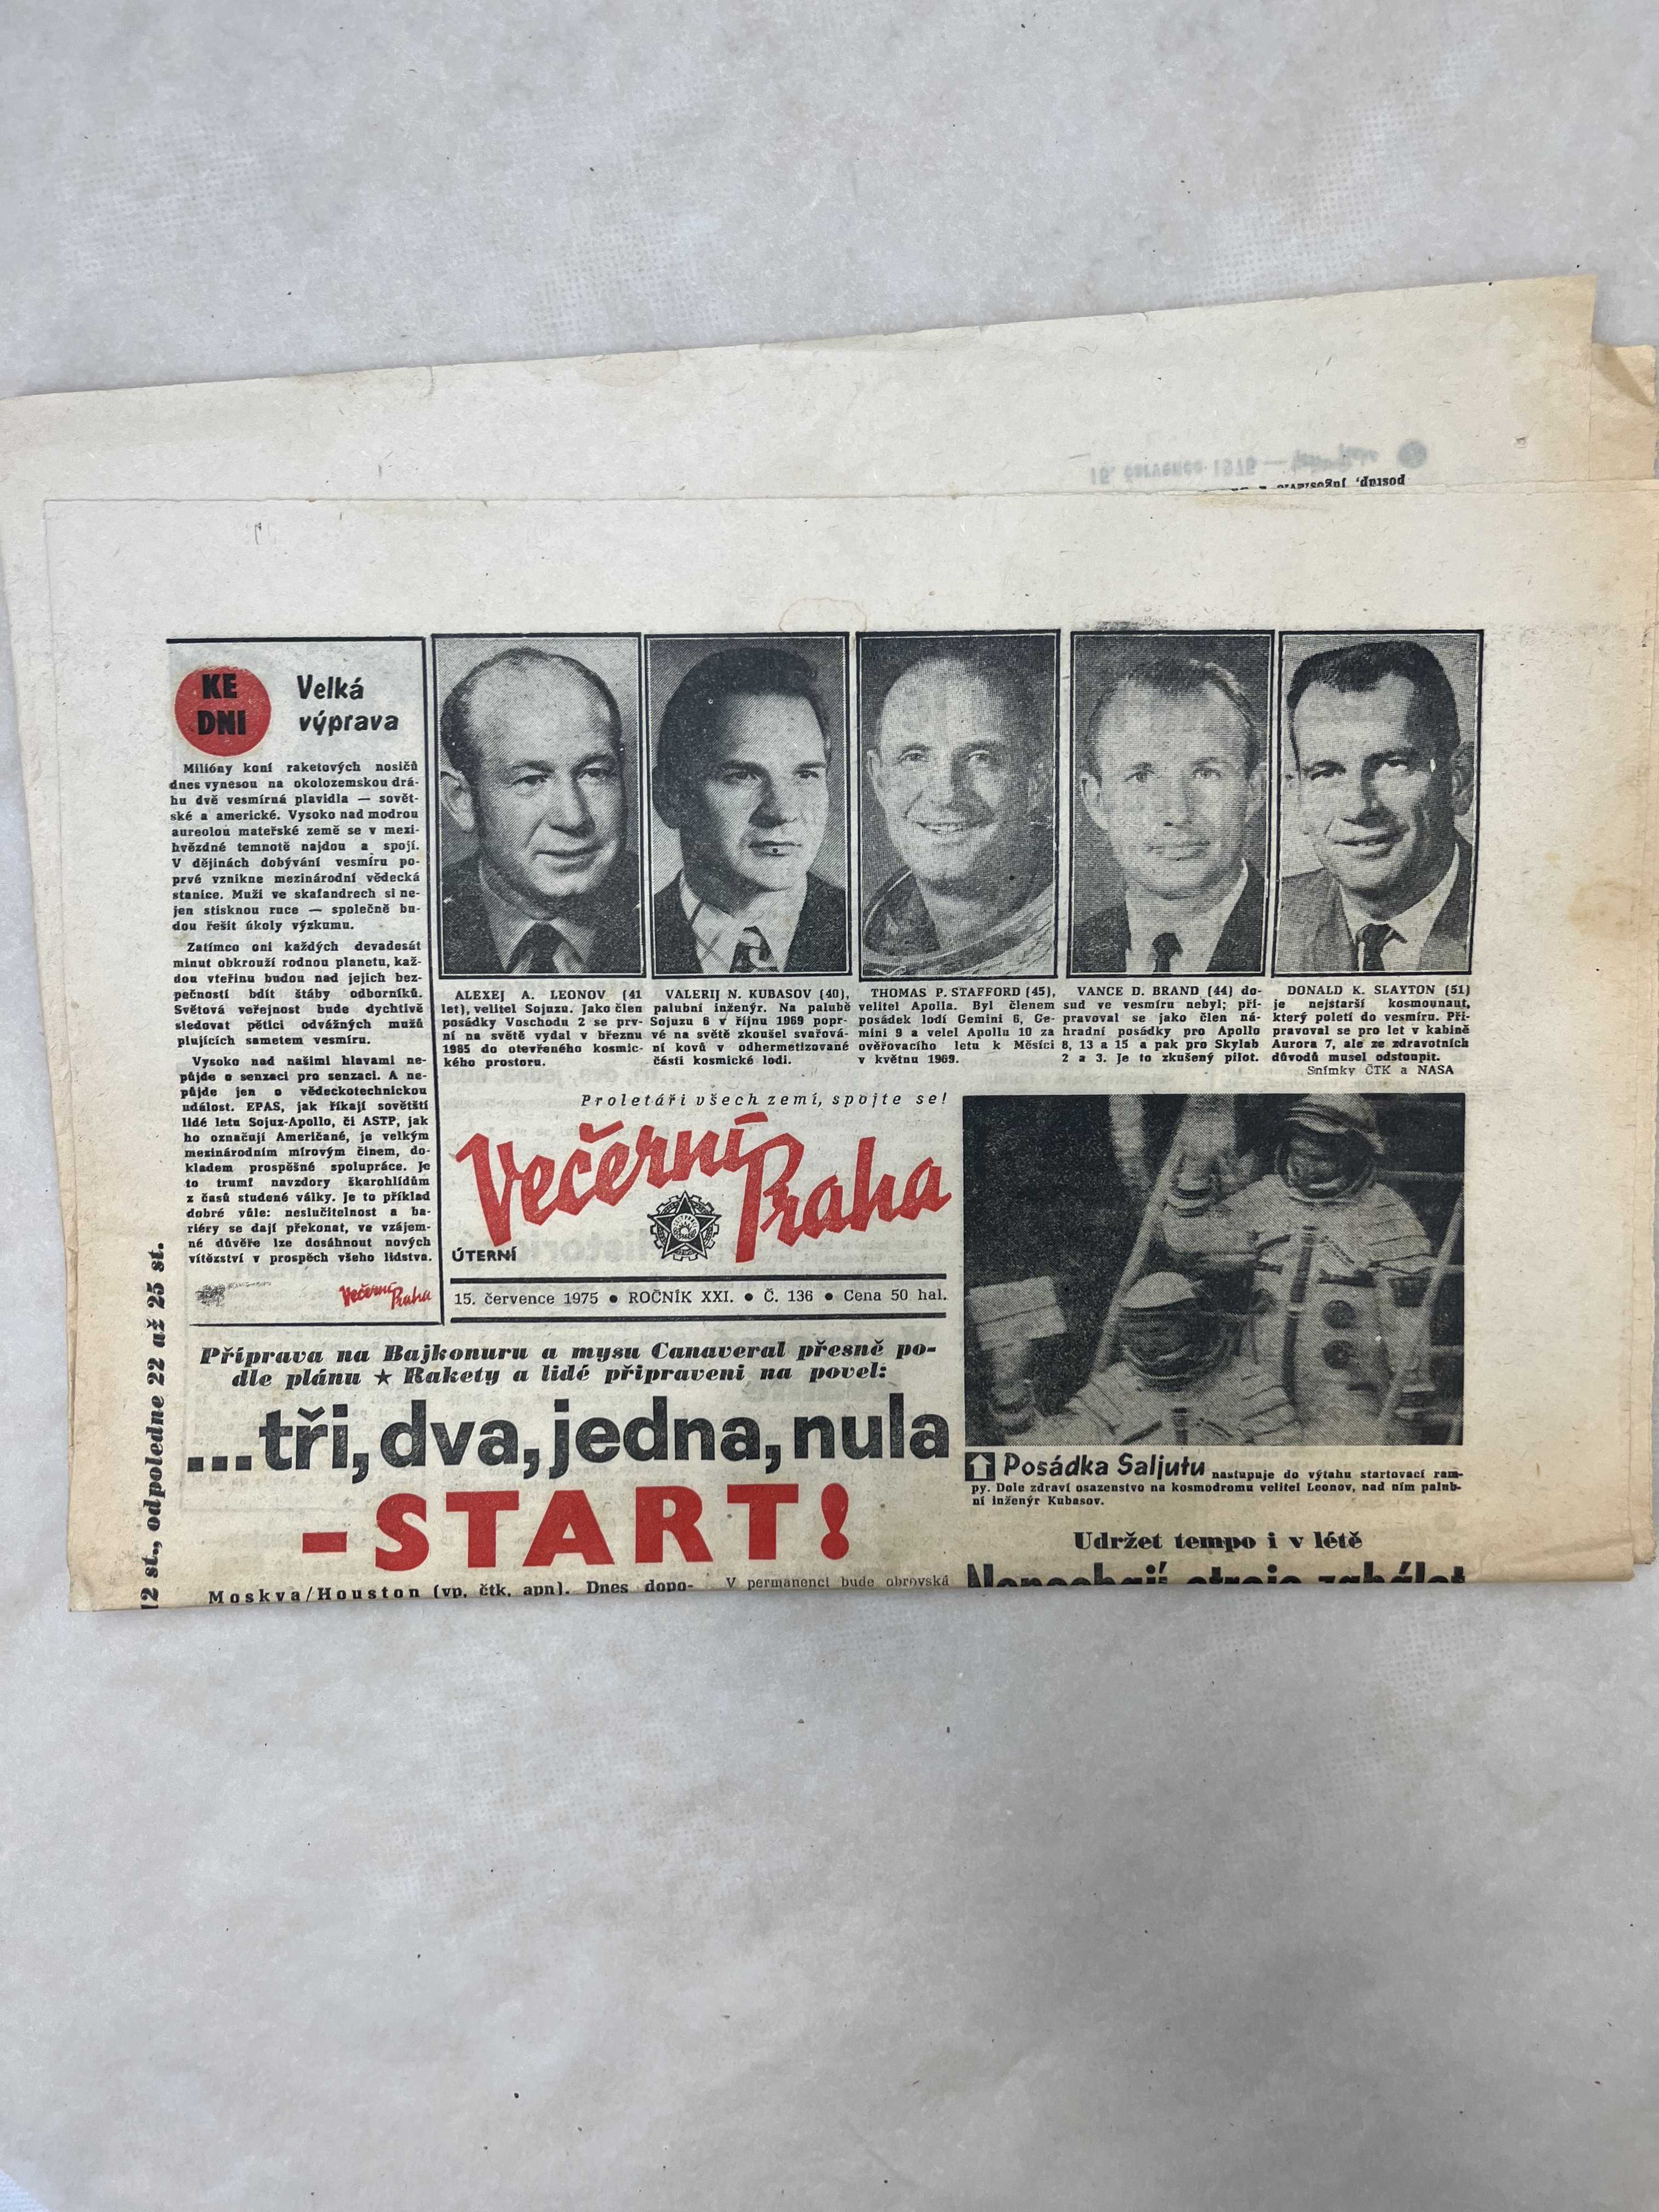 15. července 1975 —
KE
DNI
Velká
výprava
Milióny koní raketových nosičů
dnes vynesou na okolozemskou drá-
hu dvě vesmírná plavidla — sovět-
ské a americké. Vysoko nad modrou
aureolou mateřské země se v mezi-
hvězdné temnotě najdou a spojí.
V dějinách dobývání vesmíru po-
prvé vznikne mezinárodní vědecká
stanice. Muži ve skafandrech si ne-
jen stisknou ruce — společně bu-
dou řešit úkoly výzkumu.
Zatímco oni každých devadesát
minut obkrouží rodnou planetu, kaž-
dou vteřinu budou nad jejich bez-
pečností bdít štáby odborníků.
Světová veřejnost bude dychtivě
sledovat pětici odvážných mužů
plujících sametem vesmíru.
Vysoko nad našimi hlavami ne-
půjde o senzaci pro senzaci. A ne-
půjde jen o vědeckotechnickou
událost. EPAS, jak říkají sovětští
lidé letu Sojuz-Apollo, či ASTP, jak
ho označují Američané, je velkým
mezinárodním mírovým činem, do-
kladem prospěšné spolupráce. Je
to trumf navzdory škarohlídům
z časů studené války. Je to příklad
dobré vůle: neslučitelnost a ba-
riéry se dají překonat, ve vzájem-
né důvěře lze dosáhnout nových
vítězství v prospěch všeho lidstva.
Večerní Praha
ALEXEJ A. LEONOV (41
let), velitel Sojuzu. Jako člen
posádky Voschodu 2 se prv-
ní na světě vydal v březnu
1965 do otevřeného kosmic-
kého prostoru.
VALERIJ N. KUBASOV (40),
palubní inženýr. Na palubě
Sojuzu 6 v říjnu 1969 popr-
vé na světě zkoušel svařová-
ní kovů v odhermetizované
části kosmické lodi.
THOMAS P. STAFFORD (45),
velitel Apolla. Byl členem
posádek lodí Gemini 6, Ge-
mini 9 a velel Apollu 10 za
ověřovacího letu k Měsíci
v květnu 1969.
VANCE D. BRAND (44) do-
sud ve vesmíru nebyl; při-
pravoval se jako člen ná-
hradní posádky pro Apollo
8, 13 a 15 a pak pro Skylab
2 a 3. Je to zkušený pilot.
DONALD K. SLAYTON (51)
je nejstarší kosmounaut,
který poletí do vesmíru. Při-
pravoval se pro let v kabině
Aurora 7, ale ze zdravotních
důvodů musel odstoupit.
Snímky ČTK a NASA
Proletáři všech zemí, spojte se!
Večerní Praha
ÚTERNÍ
15. července 1975 • ROČNÍK XXI. • Č. 136 • Cena 50 hal.
12 st., odpoledne 22 až 25 st.
Příprava na Bajkonuru a mysu Canaveral přesně po-
dle plánu ★ Rakety a lidé připraveni na povel:
...tři, dva, jedna, nula
-START!
Moskva/Houston (vp, čtk, apn). Dnes dopo-
V permanenci bude obrovská
Posádka Saljutu nastupuje do výtahu startovací ram-
py. Dole zdraví osazenstvo na kosmodromu velitel Leonov, nad ním palub-
ní inženýr Kubasov.
Udržet tempo i v létě
Nenechají stroje zahálet